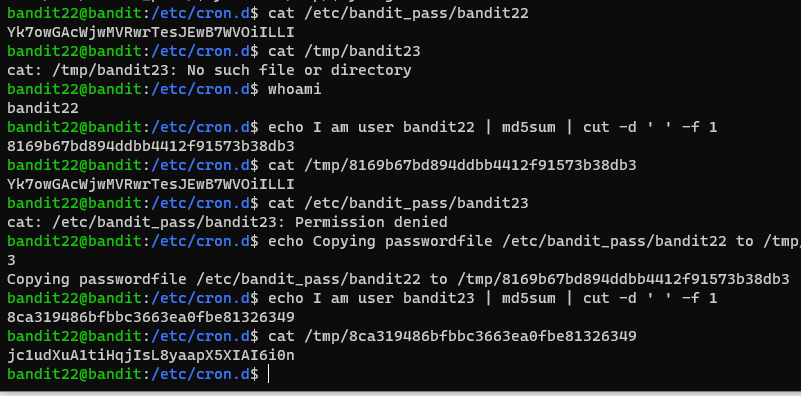 bandit22@bandit:/etc/cron.d$ cat /etc/bandit_pass/bandit22
Yk7owGAcWjwMVRwrTesJEwB7WVOiILLI
bandit22@bandit:/etc/cron.d$ cat /tmp/bandit23
cat: /tmp/bandit23: No such file or directory
bandit22@bandit:/etc/cron.d$ whoami
bandit22
bandit22@bandit:/etc/cron.d$ echo I am user bandit22 | md5sum | cut -d ' ' -f 1
8169b67bd894ddbb4412f91573b38db3
bandit22@bandit:/etc/cron.d$ cat /tmp/8169b67bd894ddbb4412f91573b38db3
Yk7owGAcWjwMVRwrTesJEwB7WVOiILLI
bandit22@bandit:/etc/cron.d$ cat /etc/bandit_pass/bandit23
cat: /etc/bandit_pass/bandit23: Permission denied
bandit22@bandit:/etc/cron.d$ echo Copying passwordfile /etc/bandit_pass/bandit22 to /tmp/
3
Copying passwordfile /etc/bandit_pass/bandit22 to /tmp/8169b67bd894ddbb4412f91573b38db3
bandit22@bandit:/etc/cron.d$ echo I am user bandit23 | md5sum | cut -d ' ' -f 1
8ca319486bfbbc3663ea0fbe81326349
bandit22@bandit:/etc/cron.d$ cat /tmp/8ca319486bfbbc3663ea0fbe81326349
jc1udXuA1tiHqjIsL8yaapX5XIAI6i0n
bandit22@bandit:/etc/cron.d$